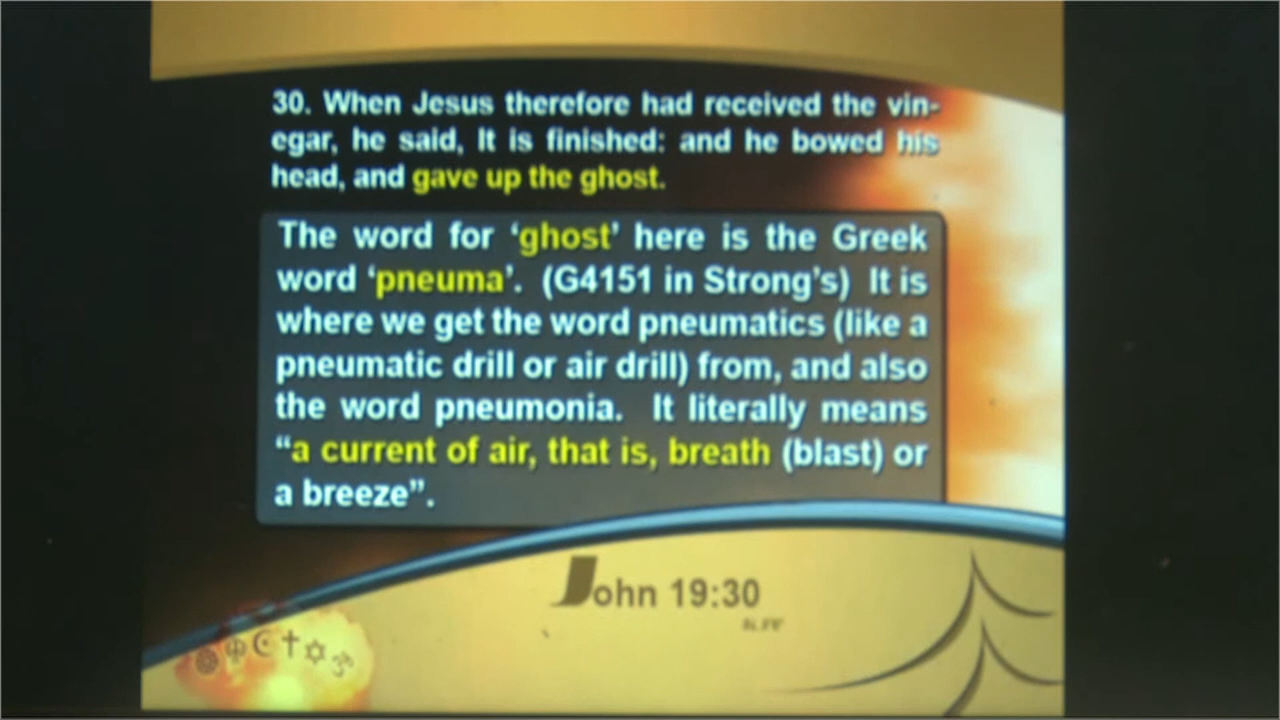 30. When Jesus therefore had received the vin-
egar, he said, It is finished: and he bowed his
head, and gave up the ghost.
The word for ‘ghost’ here is the Greek
word ‘pneuma’. (G4151 in Strong’s) It is
where we get the word pneumatics (like a
pneumatic drill or air drill) from, and also
the word pneumonia. It literally means
“a current of air, that is, breath (blast) or
a breeze”.
John 19:30